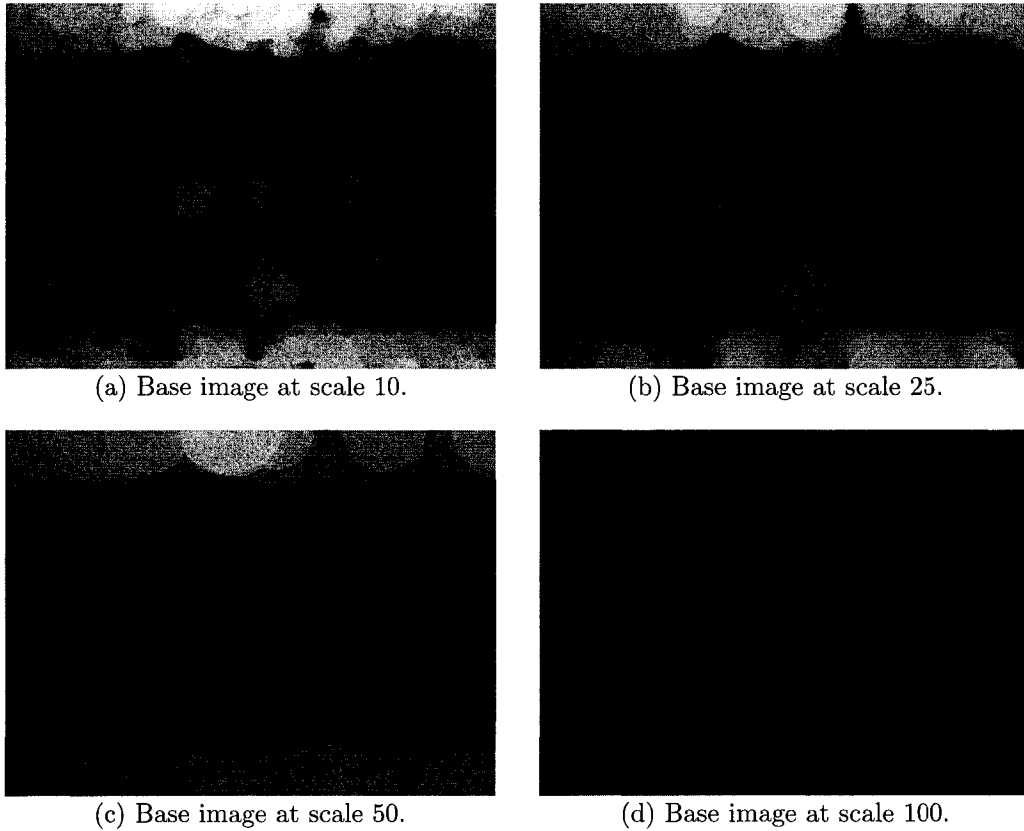 (a) Base image at scale 10.
(b) Base image at scale 25.
(c) Base image at scale 50.
(d) Base image at scale 100.